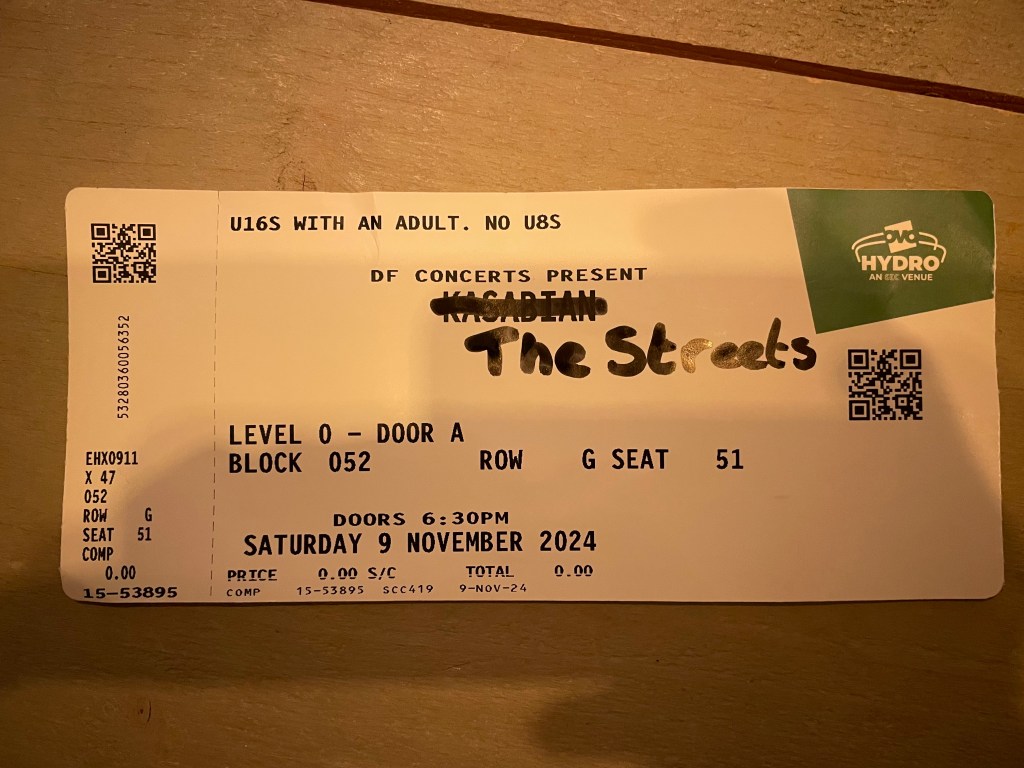 U16S WITH AN ADULT. NO U8S
DF CONCERTS PRESENT
KASABIAN
The Streets
OVO
HYDRO
AN SEC VENUE
LEVEL 0 - DOOR A
BLOCK 052 ROW G SEAT 51
DOORS 6:30PM
SATURDAY 9 NOVEMBER 2024
PRICE 0.00 S/C TOTAL 0.00
COMP 15-53895 SCC419 9-NOV-24
53280360056352
EHX0911
X 47
052
ROW G
SEAT 51
COMP
0.00
15-53895